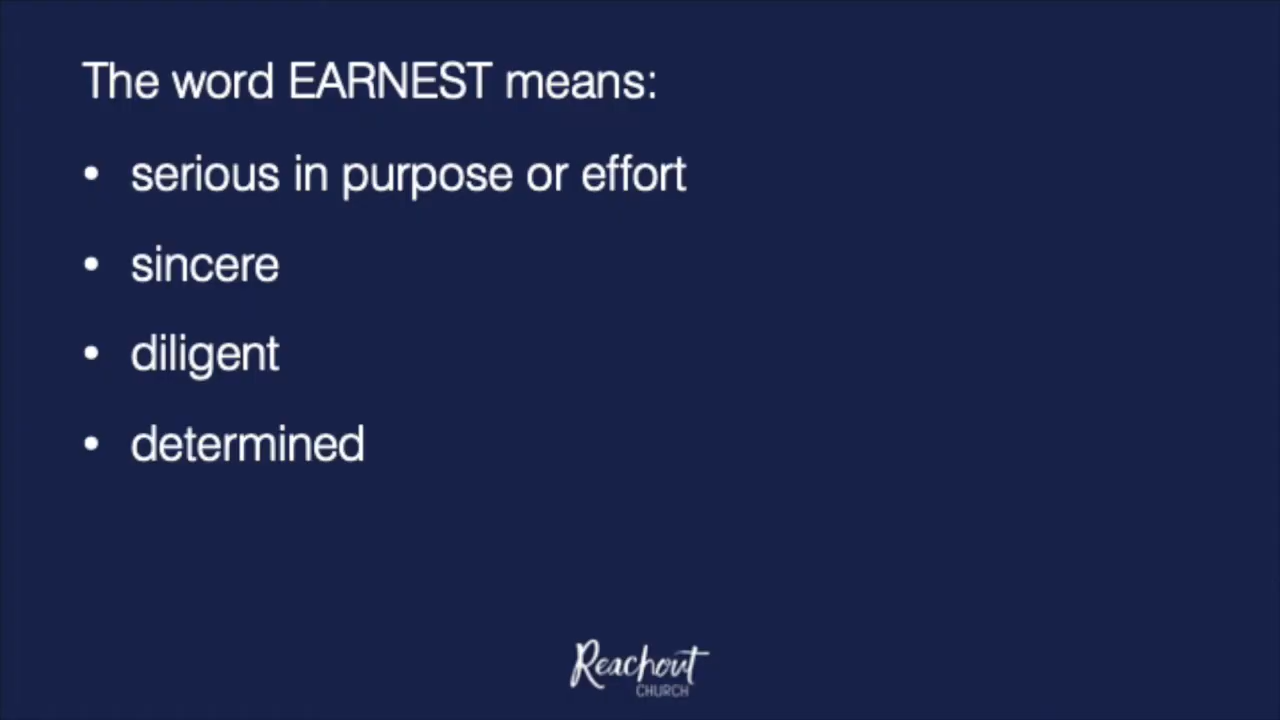 The word EARNEST means:
• serious in purpose or effort
• sincere
• diligent
• determined
Reachout
CHURCH